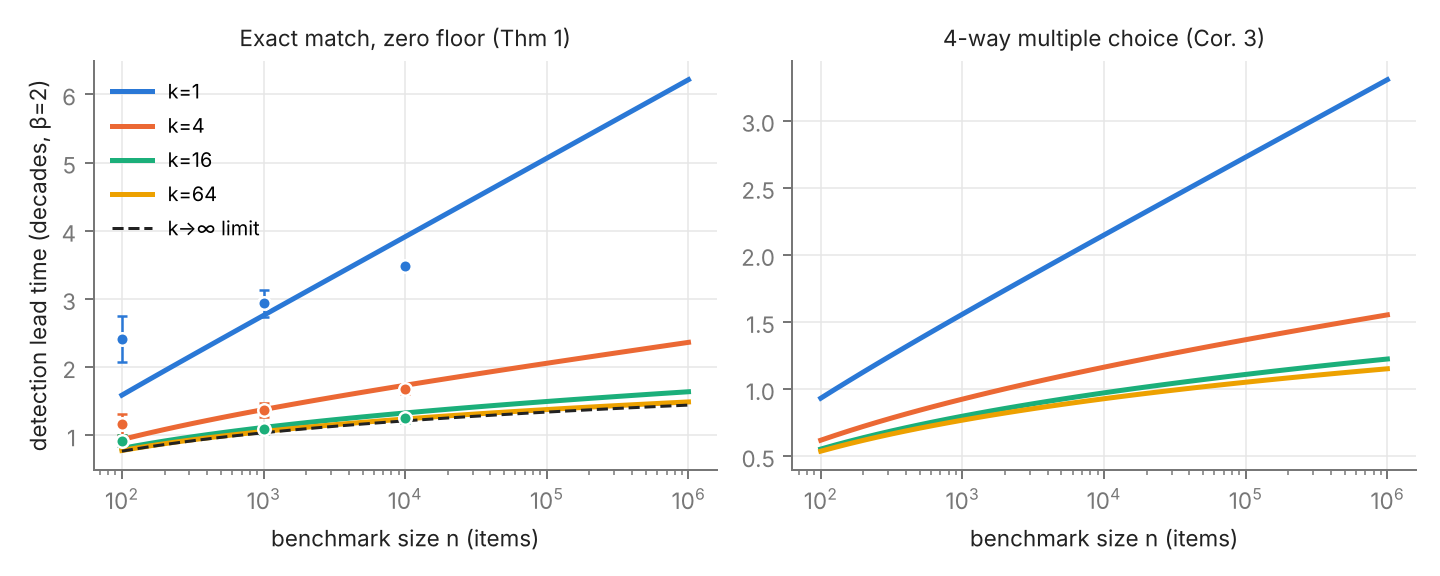 Exact match, zero floor (Thm 1)
detection lead time (decades, β=2)
6
5
4
3
2
1
k=1
k=4
k=16
k=64
k→∞ limit
10²
10³
10⁴
10⁵
10⁶
benchmark size n (items)
4-way multiple choice (Cor. 3)
3.0
2.5
2.0
1.5
1.0
0.5
10²
10³
10⁴
10⁵
10⁶
benchmark size n (items)